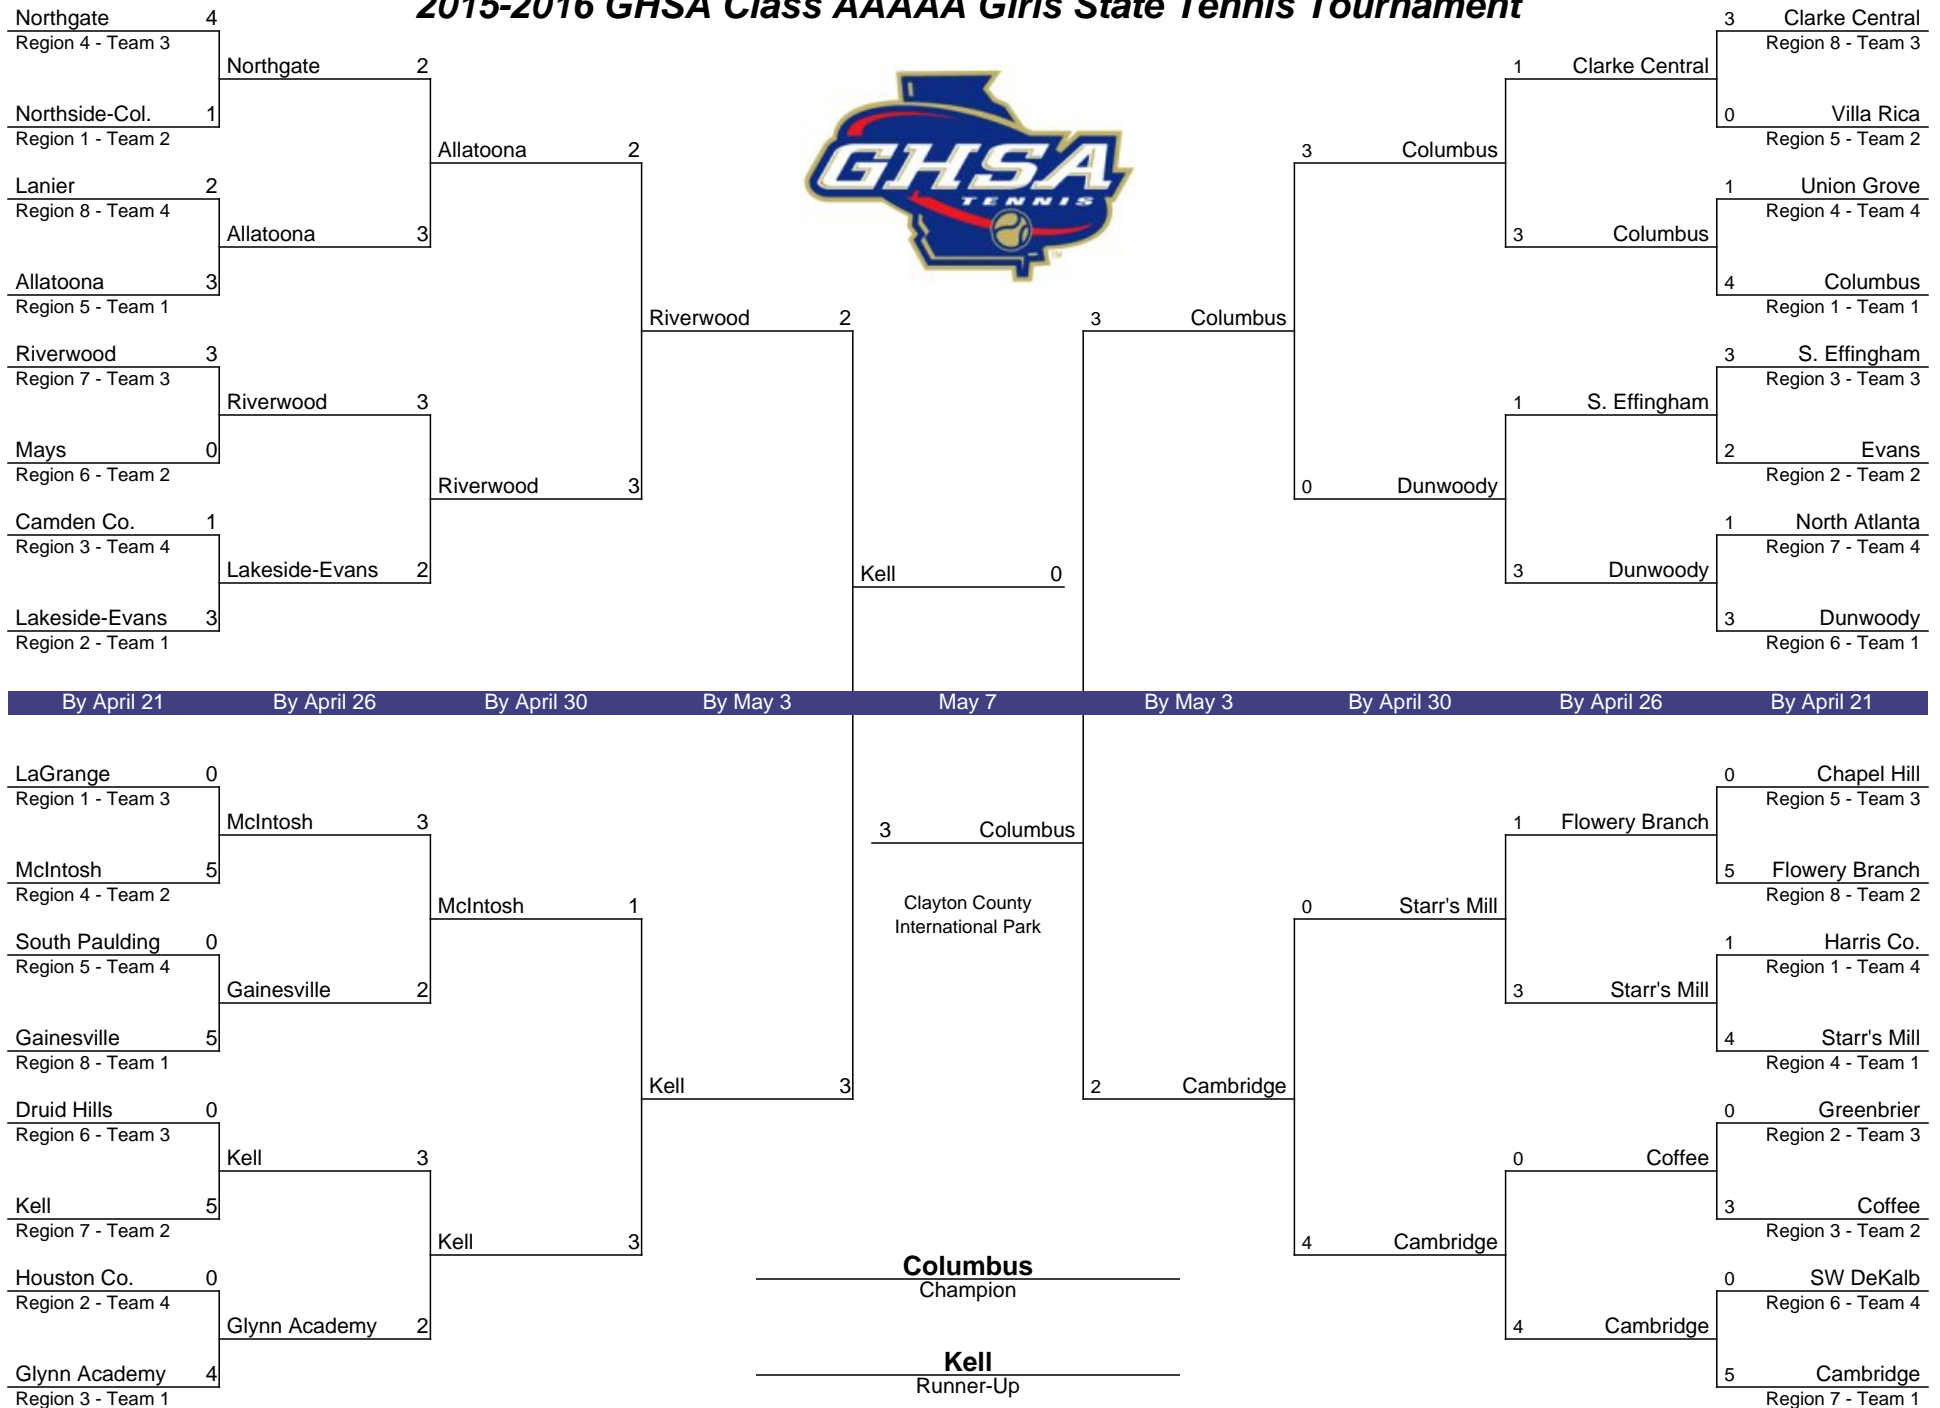 2015-2016 GHSA Class AAAAA Girls State Tennis Tournament
Northgate 4
Region 4 - Team 3
Northside-Col. 1
Region 1 - Team 2
Lanier 2
Region 8 - Team 4
Allatoona 3
Region 5 - Team 1
Riverwood 3
Region 7 - Team 3
Mays 0
Region 6 - Team 2
Camden Co. 1
Region 3 - Team 4
Lakeside-Evans 3
Region 2 - Team 1
Northgate 2
Allatoona 3
Riverwood 3
Lakeside-Evans 2
Allatoona 2
Riverwood 3
Riverwood 2
Kell 0
GHSA
TENNIS
TM
3 Columbus
3 Columbus
0 Dunwoody
1 Clarke Central
3 Columbus
1 S. Effingham
3 Dunwoody
3 Clarke Central
Region 8 - Team 3
0 Villa Rica
Region 5 - Team 2
1 Union Grove
Region 4 - Team 4
4 Columbus
Region 1 - Team 1
3 S. Effingham
Region 3 - Team 3
2 Evans
Region 2 - Team 2
1 North Atlanta
Region 7 - Team 4
3 Dunwoody
Region 6 - Team 1
By April 21 By April 26 By April 30 By May 3 May 7 By May 3 By April 30 By April 26 By April 21
LaGrange 0
Region 1 - Team 3
McIntosh 5
Region 4 - Team 2
South Paulding 0
Region 5 - Team 4
Gainesville 5
Region 8 - Team 1
Druid Hills 0
Region 6 - Team 3
Kell 5
Region 7 - Team 2
Houston Co. 0
Region 2 - Team 4
Glynn Academy 4
Region 3 - Team 1
McIntosh 3
Gainesville 2
Kell 3
Glynn Academy 2
McIntosh 1
Kell 3
Kell 3
3 Columbus
Clayton County
International Park
Columbus
Champion
Kell
Runner-Up
2 Cambridge
0 Starr's Mill
4 Cambridge
1 Flowery Branch
3 Starr's Mill
0 Coffee
4 Cambridge
0 Chapel Hill
Region 5 - Team 3
5 Flowery Branch
Region 8 - Team 2
1 Harris Co.
Region 1 - Team 4
4 Starr's Mill
Region 4 - Team 1
0 Greenbrier
Region 2 - Team 3
3 Coffee
Region 3 - Team 2
0 SW DeKalb
Region 6 - Team 4
5 Cambridge
Region 7 - Team 1